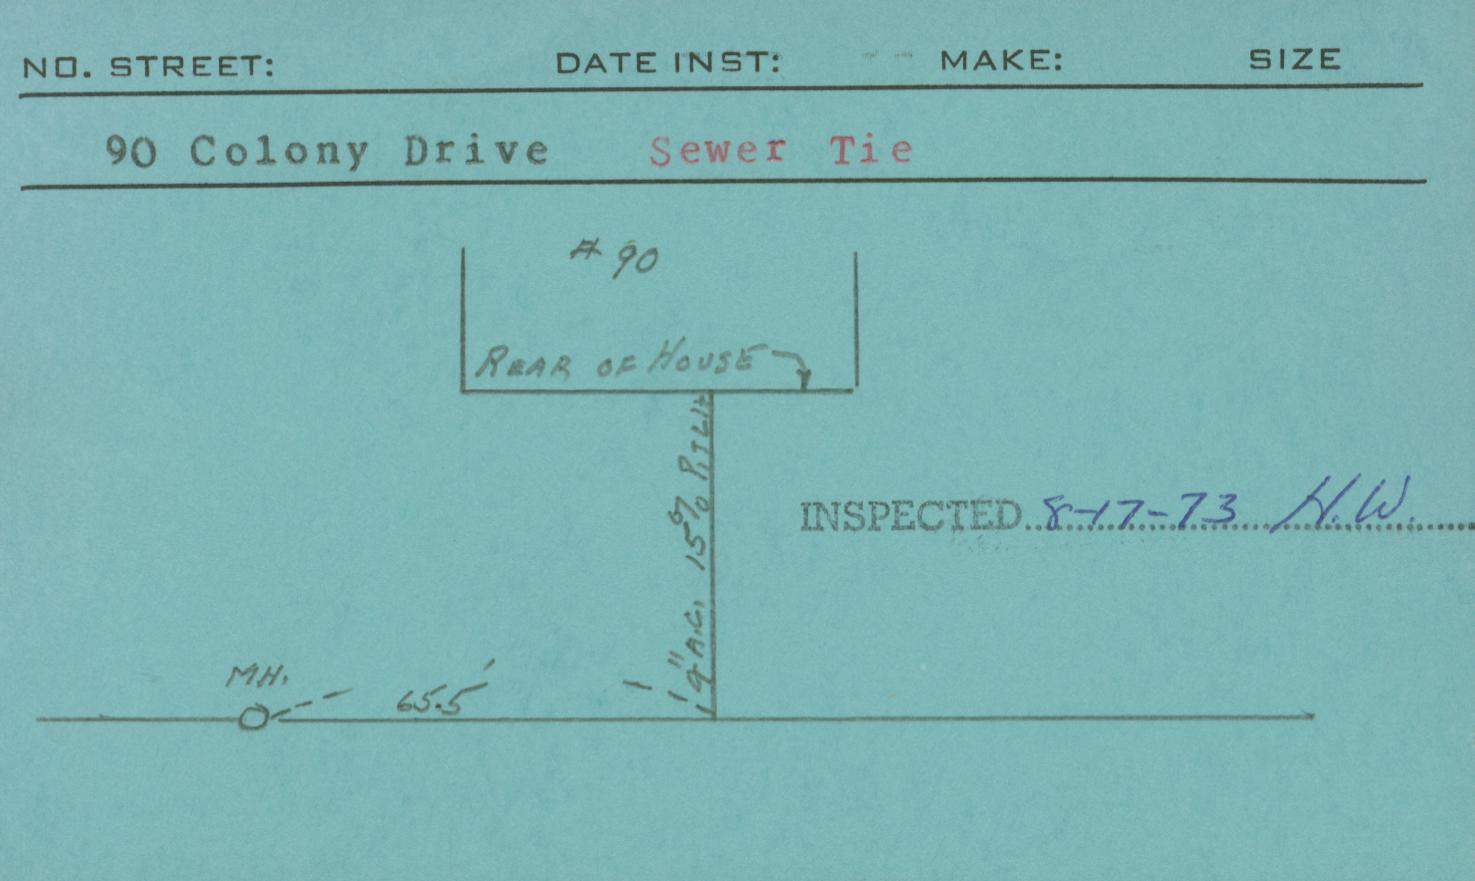 NO. STREET: DATE INST: MAKE: SIZE
90 Colony Drive Sewer Tie
# 90
REAR OF HOUSE
4" A.C. 15% PITCH
INSPECTED 8-17-73 H.W.
M.H.
65.5'